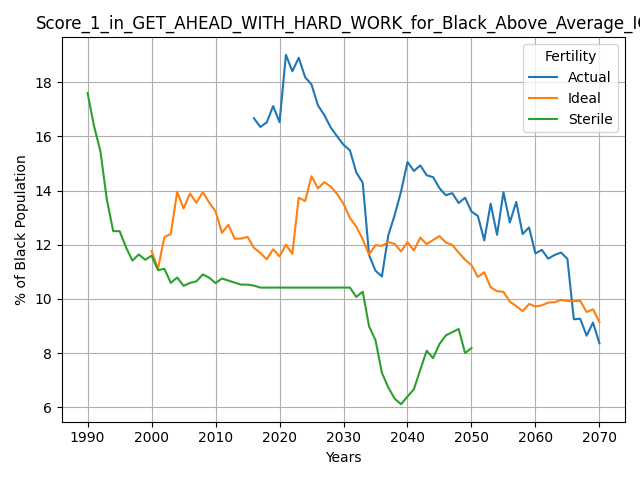 Score_1_in_GET_AHEAD_WITH_HARD_WORK_for_Black_Above_Average_IQ
Fertility
Actual
Ideal
Sterile
% of Black Population
18
16
14
12
10
8
6
1990 2000 2010 2020 2030 2040 2050 2060 2070
Years